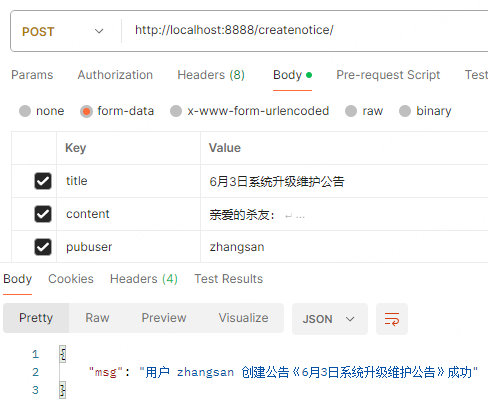 POST http://localhost:8888/createnotice/
Params Authorization Headers (8) Body Pre-request Script Test
none form-data x-www-form-urlencoded raw binary
Key Value
title 6月3日系统升级维护公告
content 亲爱的杀友: ↩…
pubuser zhangsan
Body Cookies Headers (4) Test Results
Pretty Raw Preview Visualize JSON
1 {
2 "msg": "用户 zhangsan 创建公告《6月3日系统升级维护公告》成功"
3 }